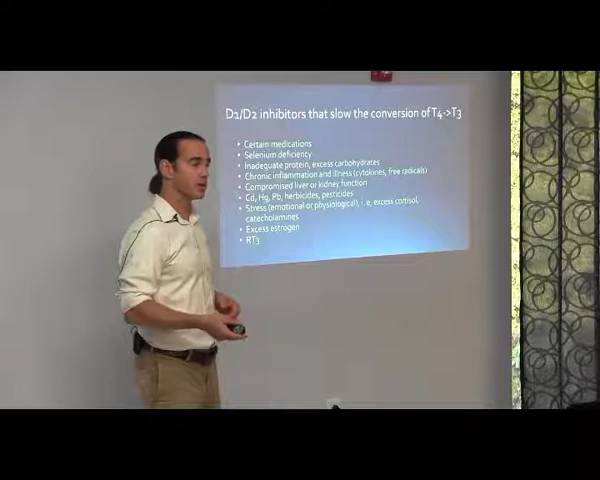 D1/D2 inhibitors that slow the conversion of T4->T3
• Certain medications
• Selenium deficiency
• Inadequate protein, excess carbohydrates
• Chronic inflammation and illness (cytokines, free radicals)
• Compromised liver or kidney function
• Cd, Hg, Pb, herbicides, pesticides
• Stress (emotional or physiological), i. e, excess cortisol,
catecholamines
• Excess estrogen
• RT3